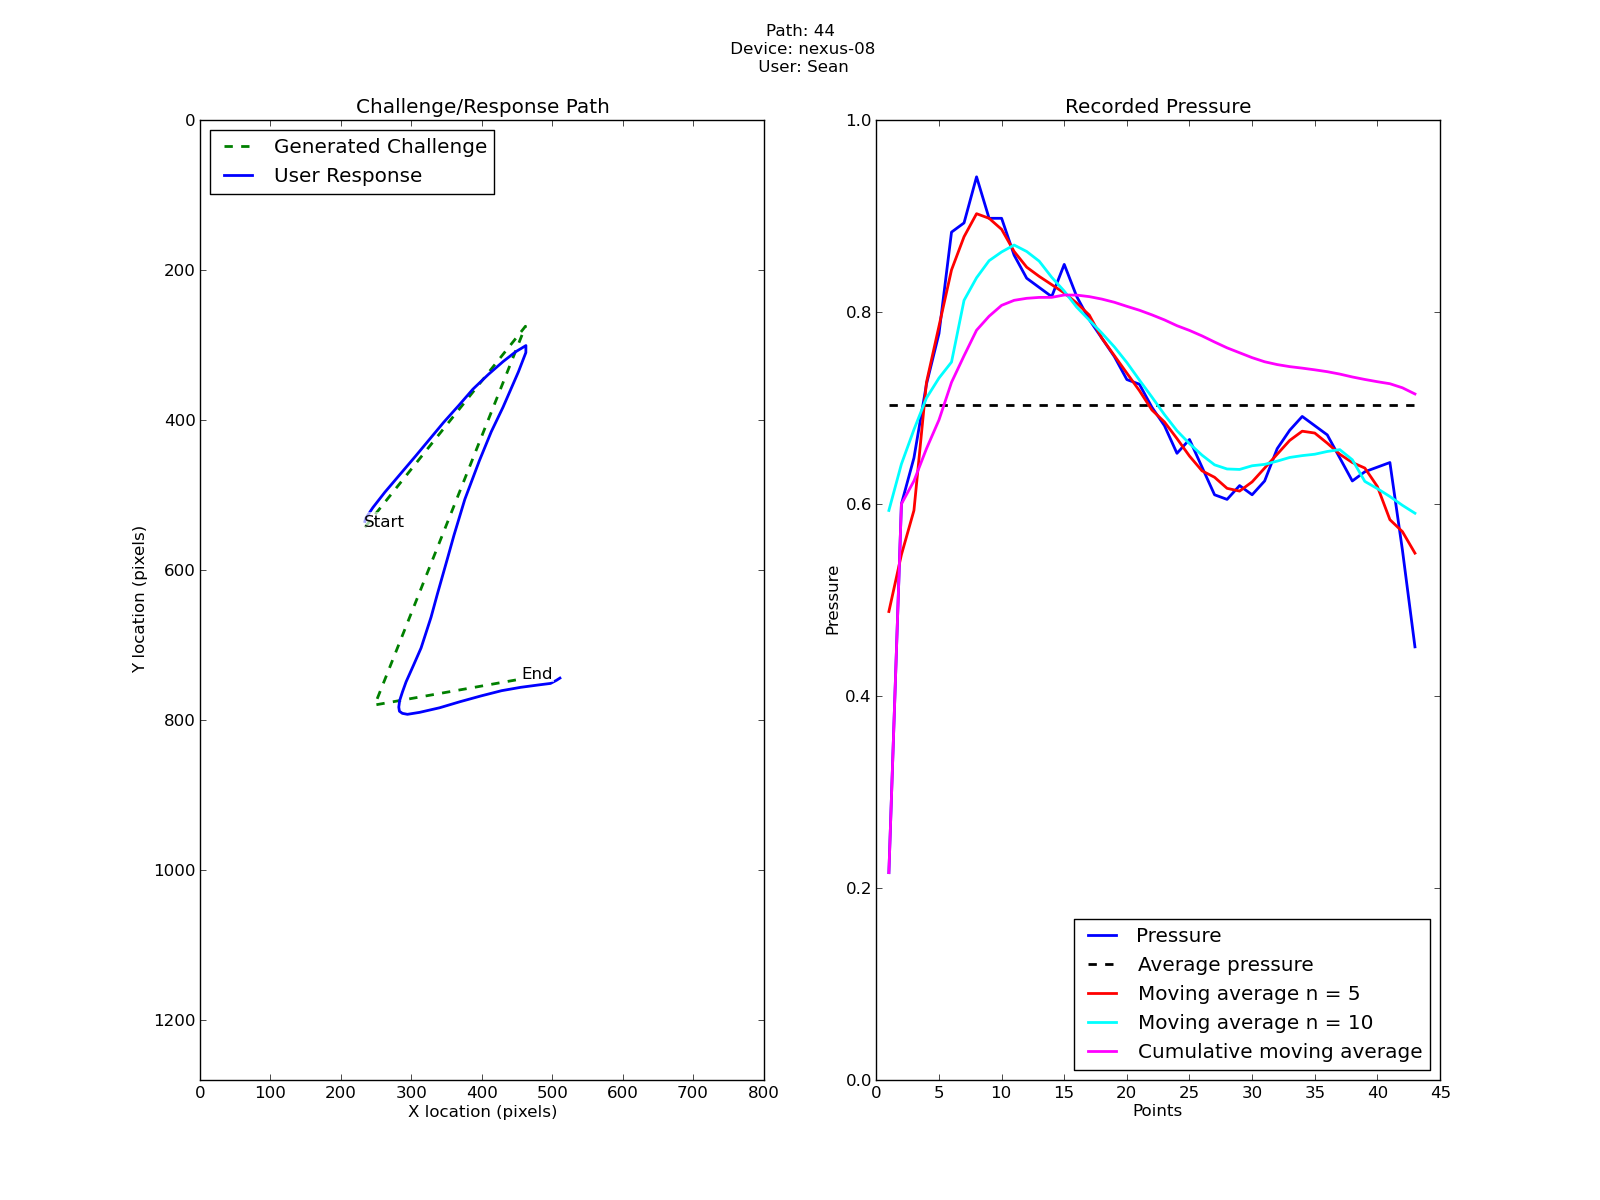 Path: 44
Device: nexus-08
User: Sean
Challenge/Response Path
Generated Challenge
User Response
0
200
400
600
800
1000
1200
Y location (pixels)
Start
End
0 100 200 300 400 500 600 700 800
X location (pixels)
Recorded Pressure
1.0
0.8
0.6
0.4
0.2
0.0
Pressure
Pressure
Average pressure
Moving average n = 5
Moving average n = 10
Cumulative moving average
0 5 10 15 20 25 30 35 40 45
Points